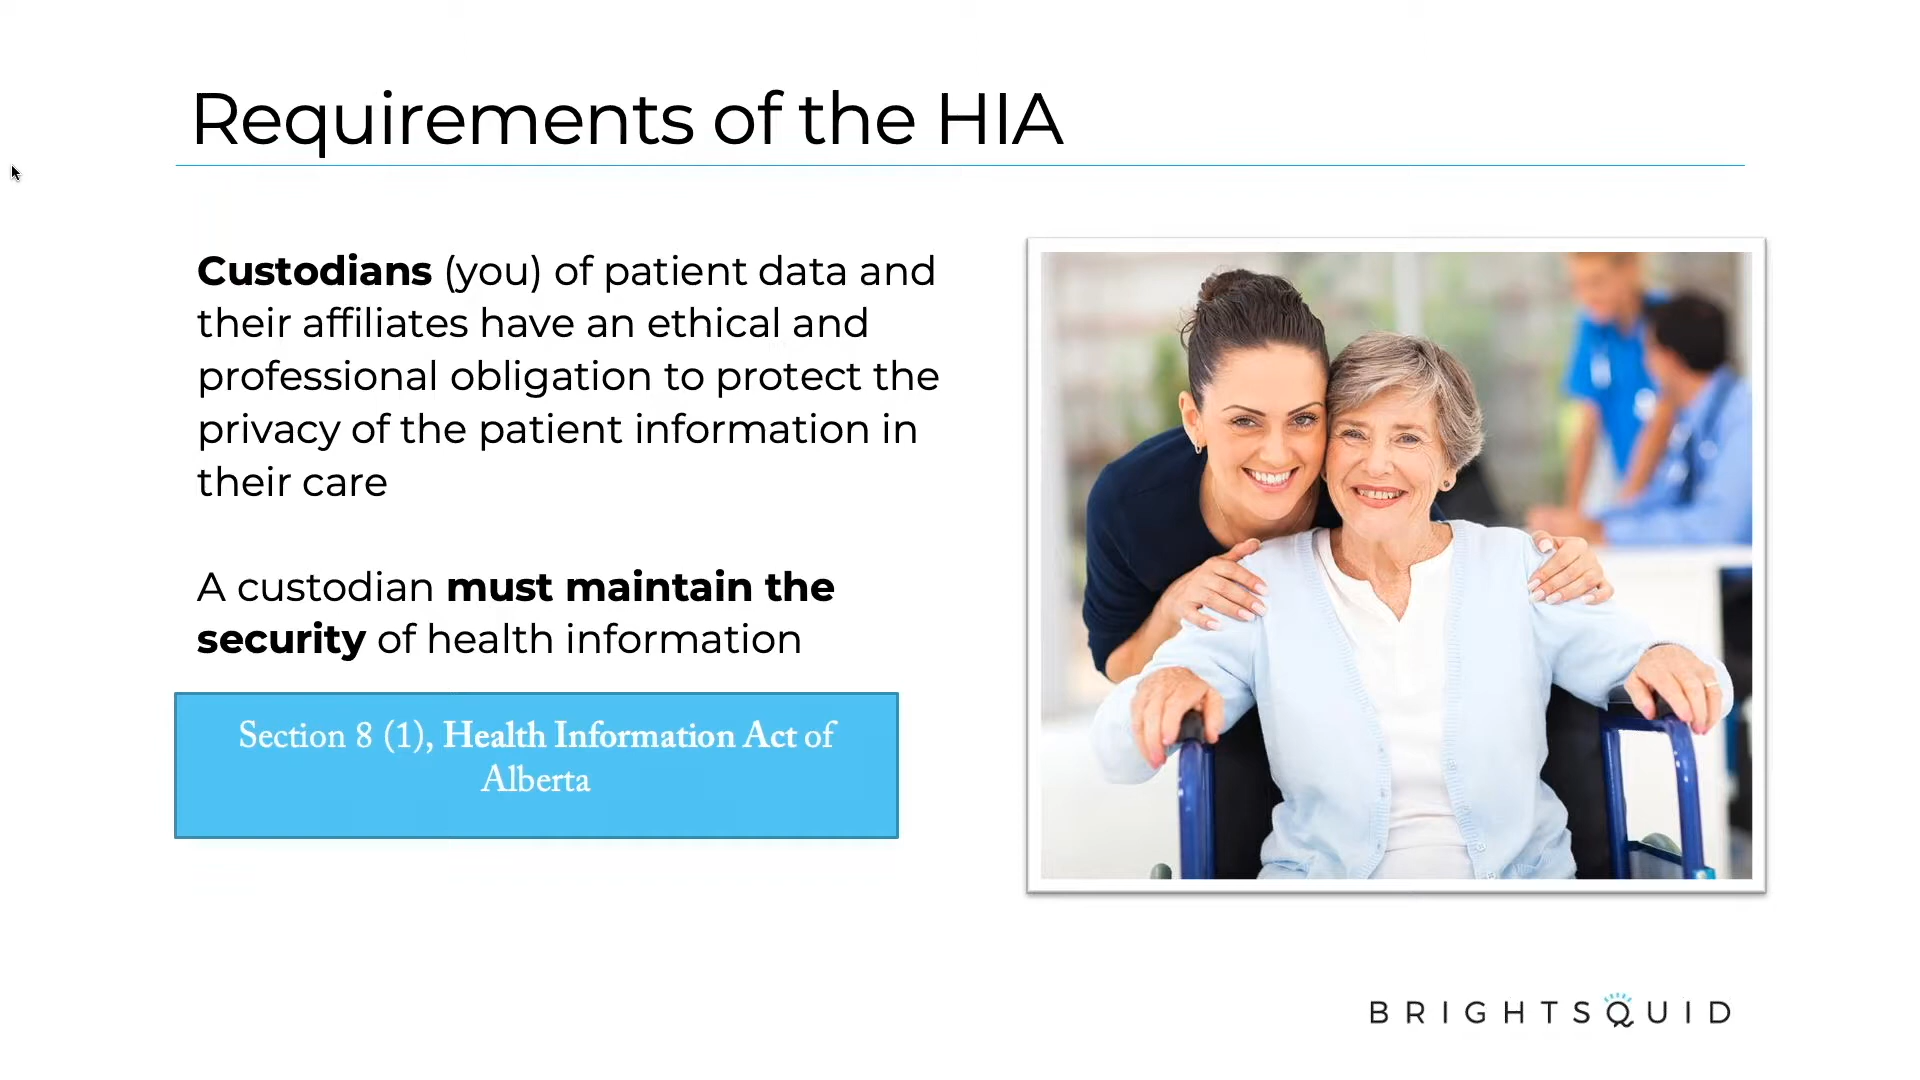 Requirements of the HIA
Custodians (you) of patient data and
their affiliates have an ethical and
professional obligation to protect the
privacy of the patient information in
their care
A custodian must maintain the
security of health information
Section 8 (1), Health Information Act of
Alberta
BRIGHTSQUID